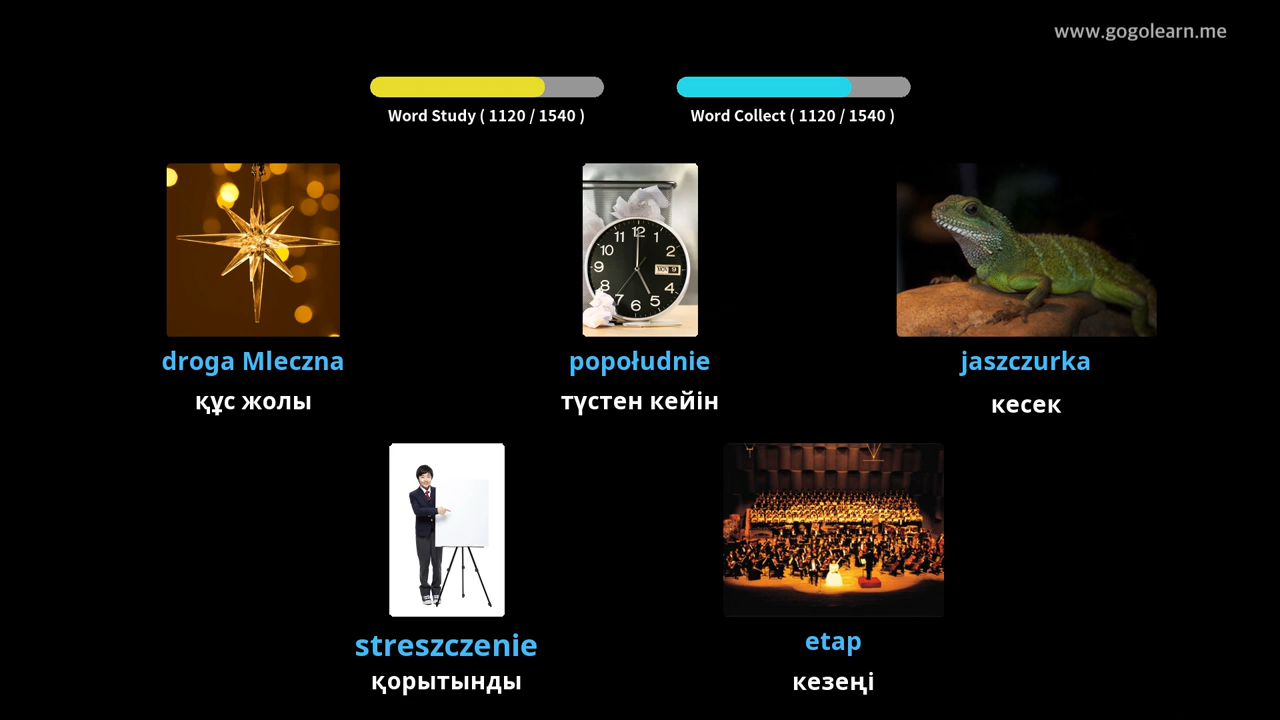 www.gogolearn.me
Word Study ( 1120 / 1540 )
Word Collect ( 1120 / 1540 )
droga Mleczna
құс жолы
popołudnie
түстен кейін
jaszczurka
кесек
streszczenie
қорытынды
etap
кезеңі